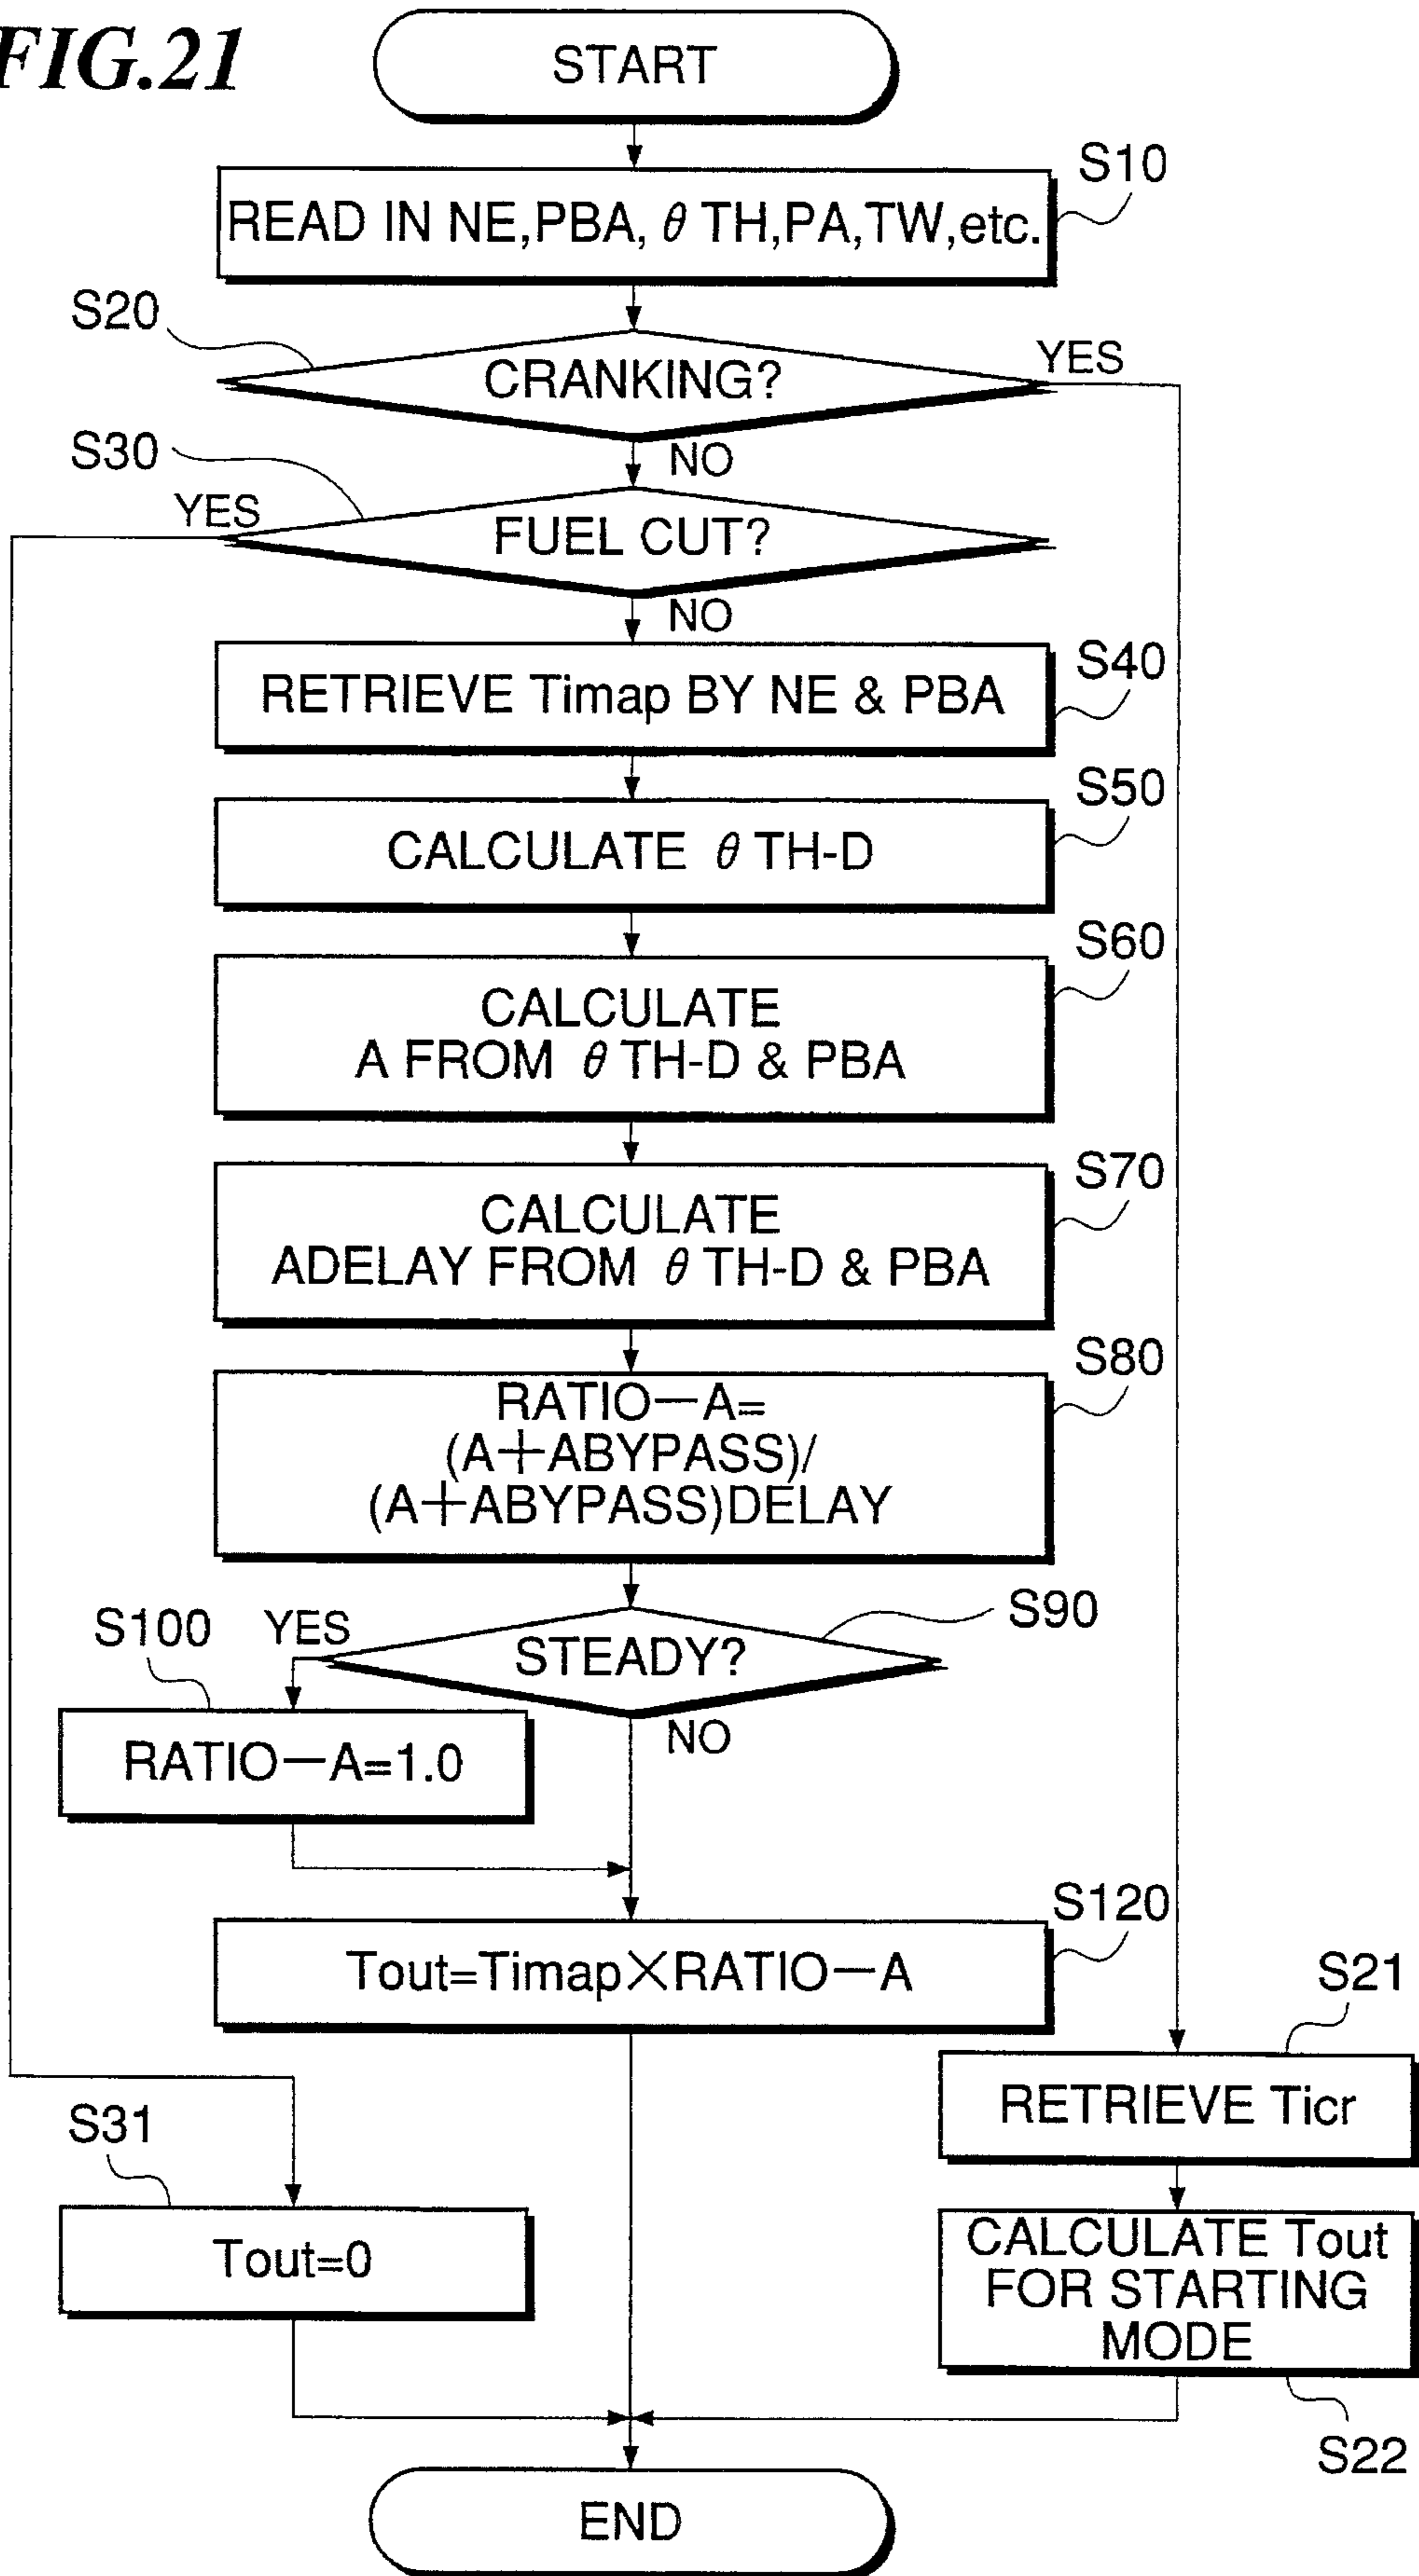 FIG.21
START
S10
READ IN NE,PBA, θ TH,PA,TW,etc.
S20
CRANKING?
YES
NO
S30
YES
FUEL CUT?
NO
S40
RETRIEVE Timap BY NE & PBA
S50
CALCULATE θ TH-D
S60
CALCULATE
A FROM θ TH-D & PBA
S70
CALCULATE
ADELAY FROM θ TH-D & PBA
S80
RATIO—A=
(A+ABYPASS)/
(A+ABYPASS)DELAY
S90
S100
YES
STEADY?
NO
RATIO—A=1.0
S120
Tout=Timap×RATIO—A
S21
RETRIEVE Ticr
S31
Tout=0
CALCULATE Tout
FOR STARTING
MODE
S22
END